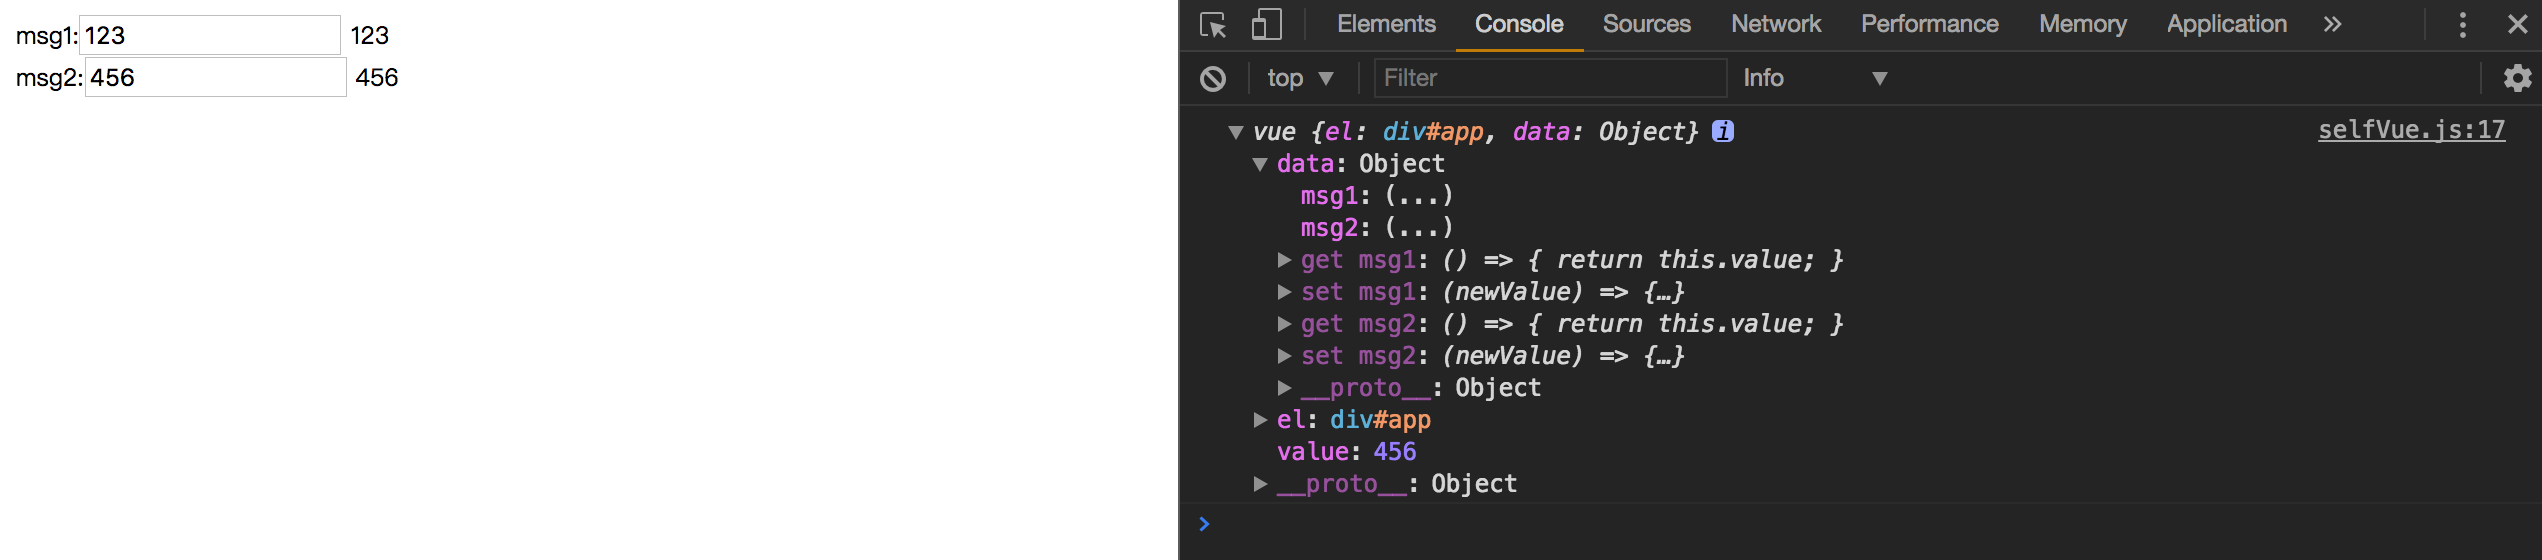 msg1: 123 123
msg2: 456 456
Elements Console Sources Network Performance Memory Application »
top ▼ Filter Info ▼
▼ vue {el: div#app, data: Object} i selfVue.js:17
▼ data: Object
msg1: (...)
msg2: (...)
▶ get msg1: () => { return this.value; }
▶ set msg1: (newValue) => {…}
▶ get msg2: () => { return this.value; }
▶ set msg2: (newValue) => {…}
▶ __proto__: Object
▶ el: div#app
value: 456
▶ __proto__: Object
>